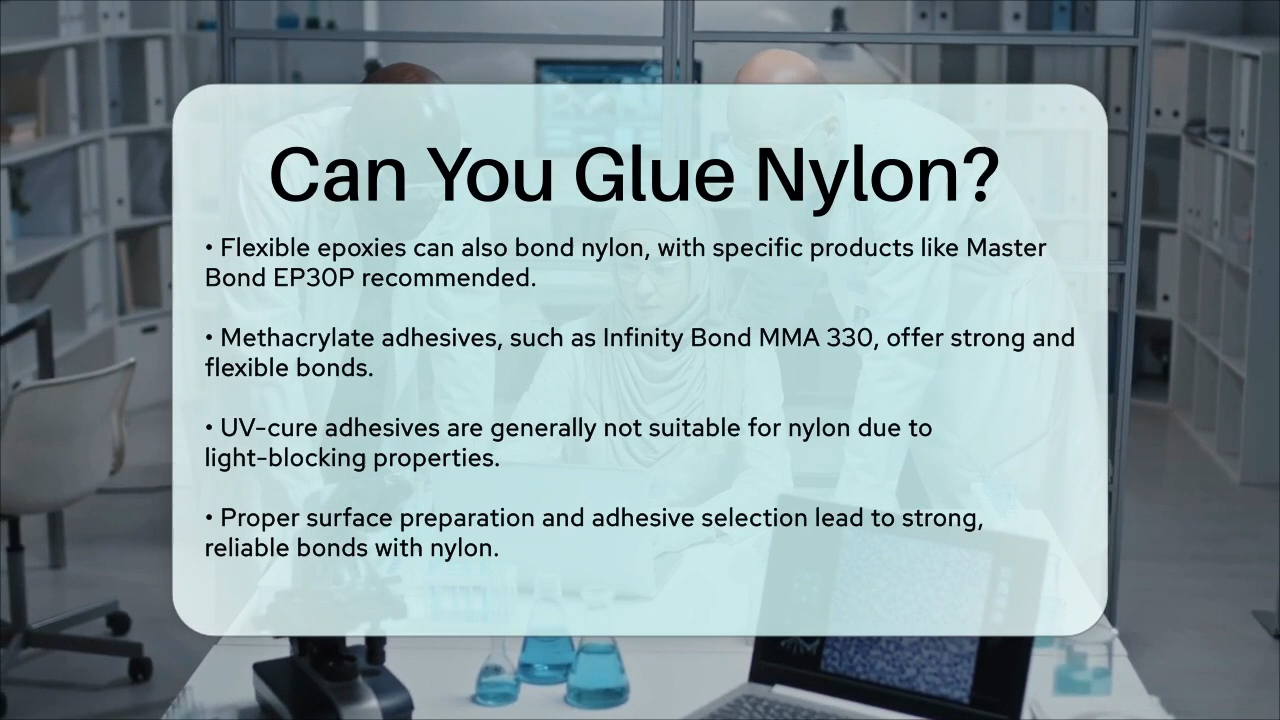 Can You Glue Nylon?
• Flexible epoxies can also bond nylon, with specific products like Master
Bond EP30P recommended.
• Methacrylate adhesives, such as Infinity Bond MMA 330, offer strong and
flexible bonds.
• UV-cure adhesives are generally not suitable for nylon due to
light-blocking properties.
• Proper surface preparation and adhesive selection lead to strong,
reliable bonds with nylon.